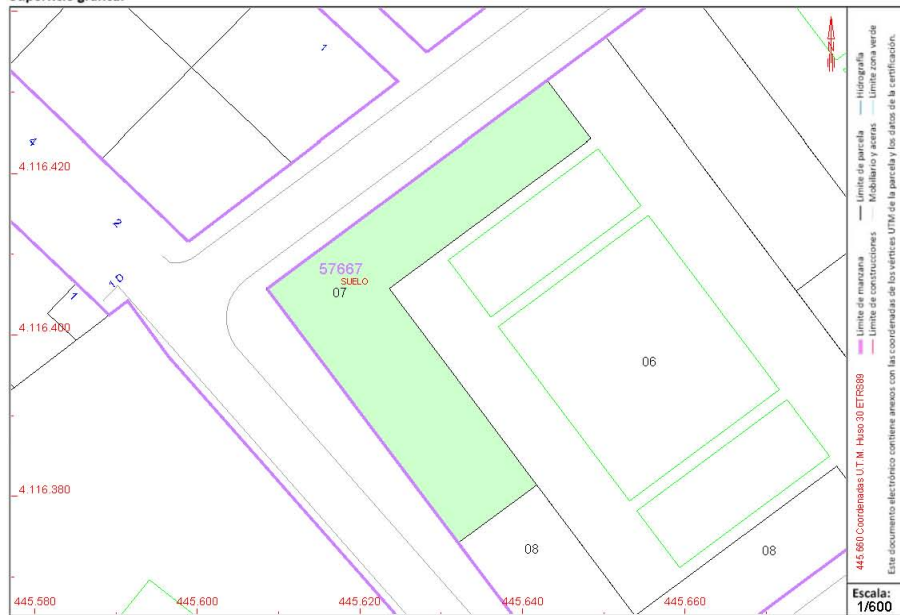 1
4
2
1D
1
57667
SUELO
07
06
08
08
4.116.420
4.116.400
4.116.380
445.580
445.600
445.620
445.640
445.660
N
445.660 Coordenadas U.T.M. Huso 30 ETRS89
Límite de manzana
Límite de parcela
Hidrografía
Límite de construcciones
Mobiliario y aceras
Límite zona verde
Este documento electrónico contiene anexos con las coordenadas de los vértices UTM de la parcela y los datos de la certificación.
Escala:
1/600